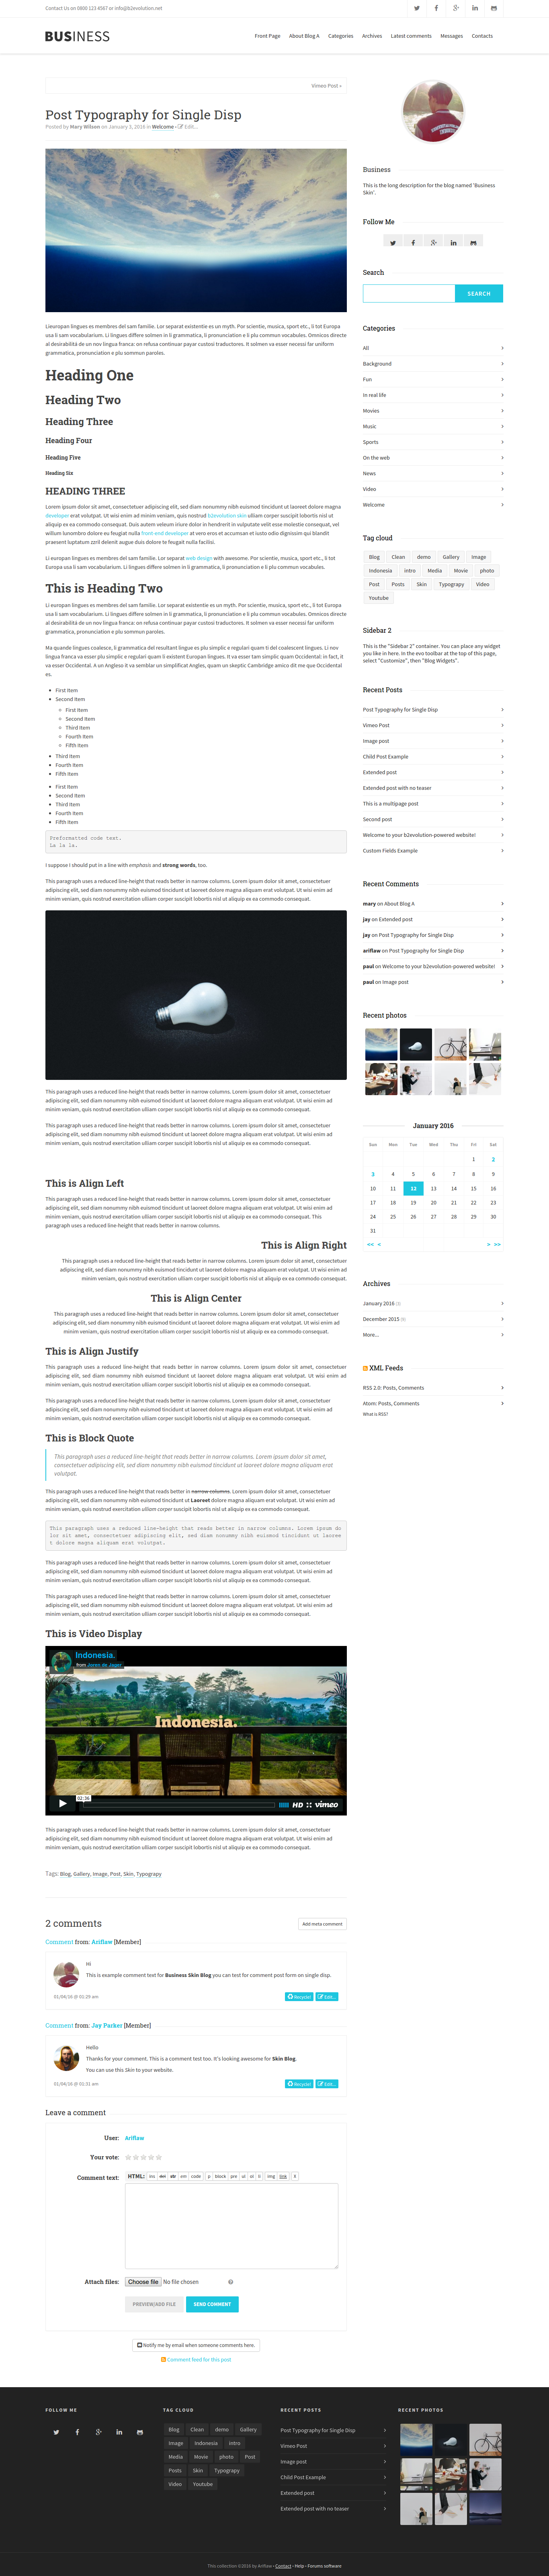 Contact Us on 0800 123 4567 or info@b2evolution.net
BUSINESS
Front Page
About Blog A
Categories
Archives
Latest comments
Messages
Contacts
Vimeo Post »
Post Typography for Single Disp
Posted by Mary Wilson on January 3, 2016 in Welcome • Edit...
Lieuropan lingues es membres del sam familie. Lor separat existentie es un myth. Por scientie, musica, sport etc., li tot Europa
usa li sam vocabularium. Li lingues differe solmen in li grammatica, li pronunciation e li plu commun vocabules. Omnicos directe
al desirabilitá de un nov lingua franca: on refusa continuar payar custosi traductores. It solmen va esser necessi far uniform
grammatica, pronunciation e plu sommun paroles.
Heading One
Heading Two
Heading Three
Heading Four
Heading Five
Heading Six
HEADING THREE
Lorem ipsum dolor sit amet, consectetuer adipiscing elit, sed diam nonummy nibh euismod tincidunt ut laoreet dolore magna
developer erat volutpat. Ut wisi enim ad minim veniam, quis nostrud b2evolution skin ulliam corper suscipit lobortis nisl ut
aliquip ex ea commodo consequat. Duis autem veleum iriure dolor in hendrerit in vulputate velit esse molestie consequat, vel
willum lunombro dolore eu feugiat nulla front-end developer at vero eros et accumsan et iusto odio dignissim qui blandit
praesent luptatum zzril delenit augue duis dolore te feugait nulla facilisi.
Li europan lingues es membres del sam familie. Lor separat web design with awesome. Por scientie, musica, sport etc., li tot
Europa usa li sam vocabularium. Li lingues differe solmen in li grammatica, li pronunciation e li plu commun vocabules.
This is Heading Two
Li europan lingues es membres del sam familie. Lor separat existentie es un myth. Por scientie, musica, sport etc., li tot Europa
usa li sam vocabularium. Li lingues differe solmen in li grammatica, li pronunciation e li plu commun vocabules. Omnicos directe
al desirabilitá de un nov lingua franca: on refusa continuar payar custosi traductores. It solmen va esser necessi far uniform
grammatica, pronunciation e plu sommun paroles.
Ma quande lingues coalesce, li grammatica del resultant lingue es plu simplic e regulari quam ti del coalescent lingues. Li nov
lingua franca va esser plu simplic e regulari quam li existent Europan lingues. It va esser tam simplic quam Occidental: in fact, it
va esser Occidental. A un Angleso it va semblar un simplificat Angles, quam un skeptic Cambridge amico dit me que Occidental
es.
First Item
Second Item
First Item
Second Item
Third Item
Fourth Item
Fifth Item
Third Item
Fourth Item
Fifth Item
First Item
Second Item
Third Item
Fourth Item
Fifth Item
Preformatted code text.
La la la.
I suppose I should put in a line with emphasis and strong words, too.
This paragraph uses a reduced line-height that reads better in narrow columns. Lorem ipsum dolor sit amet, consectetuer
adipiscing elit, sed diam nonummy nibh euismod tincidunt ut laoreet dolore magna aliquam erat volutpat. Ut wisi enim ad
minim veniam, quis nostrud exercitation ulliam corper suscipit lobortis nisl ut aliquip ex ea commodo consequat.
This paragraph uses a reduced line-height that reads better in narrow columns. Lorem ipsum dolor sit amet, consectetuer
adipiscing elit, sed diam nonummy nibh euismod tincidunt ut laoreet dolore magna aliquam erat volutpat. Ut wisi enim ad
minim veniam, quis nostrud exercitation ulliam corper suscipit lobortis nisl ut aliquip ex ea commodo consequat.
This paragraph uses a reduced line-height that reads better in narrow columns. Lorem ipsum dolor sit amet, consectetuer
adipiscing elit, sed diam nonummy nibh euismod tincidunt ut laoreet dolore magna aliquam erat volutpat. Ut wisi enim ad
minim veniam, quis nostrud exercitation ulliam corper suscipit lobortis nisl ut aliquip ex ea commodo consequat.
This is Align Left
This paragraph uses a reduced line-height that reads better in narrow columns. Lorem ipsum dolor sit amet, consectetuer
adipiscing elit, sed diam nonummy nibh euismod tincidunt ut laoreet dolore magna aliquam erat volutpat. Ut wisi enim ad
minim veniam, quis nostrud exercitation ulliam corper suscipit lobortis nisl ut aliquip ex ea commodo consequat. This
paragraph uses a reduced line-height that reads better in narrow columns.
This is Align Right
This paragraph uses a reduced line-height that reads better in narrow columns. Lorem ipsum dolor sit amet, consectetuer
adipiscing elit, sed diam nonummy nibh euismod tincidunt ut laoreet dolore magna aliquam erat volutpat. Ut wisi enim ad
minim veniam, quis nostrud exercitation ulliam corper suscipit lobortis nisl ut aliquip ex ea commodo consequat.
This is Align Center
This paragraph uses a reduced line-height that reads better in narrow columns. Lorem ipsum dolor sit amet, consectetuer
adipiscing elit, sed diam nonummy nibh euismod tincidunt ut laoreet dolore magna aliquam erat volutpat. Ut wisi enim ad
minim veniam, quis nostrud exercitation ulliam corper suscipit lobortis nisl ut aliquip ex ea commodo consequat.
This is Align Justify
This paragraph uses a reduced line-height that reads better in narrow columns. Lorem ipsum dolor sit amet, consectetuer
adipiscing elit, sed diam nonummy nibh euismod tincidunt ut laoreet dolore magna aliquam erat volutpat. Ut wisi enim ad
minim veniam, quis nostrud exercitation ulliam corper suscipit lobortis nisl ut aliquip ex ea commodo consequat.
This paragraph uses a reduced line-height that reads better in narrow columns. Lorem ipsum dolor sit amet, consectetuer
adipiscing elit, sed diam nonummy nibh euismod tincidunt ut laoreet dolore magna aliquam erat volutpat. Ut wisi enim ad
minim veniam, quis nostrud exercitation ulliam corper suscipit lobortis nisl ut aliquip ex ea commodo consequat.
This is Block Quote
This paragraph uses a reduced line-height that reads better in narrow columns. Lorem ipsum dolor sit amet,
consectetuer adipiscing elit, sed diam nonummy nibh euismod tincidunt ut laoreet dolore magna aliquam erat
volutpat.
This paragraph uses a reduced line-height that reads better in narrow columns. Lorem ipsum dolor sit amet, consectetuer
adipiscing elit, sed diam nonummy nibh euismod tincidunt ut Laoreet dolore magna aliquam erat volutpat. Ut wisi enim ad
minim veniam, quis nostrud exercitation ulliam corper suscipit lobortis nisl ut aliquip ex ea commodo consequat.
This paragraph uses a reduced line-height that reads better in narrow columns. Lorem ipsum do
lor sit amet, consectetuer adipiscing elit, sed diam nonummy nibh euismod tincidunt ut laoree
t dolore magna aliquam erat volutpat.
This paragraph uses a reduced line-height that reads better in narrow columns. Lorem ipsum dolor sit amet, consectetuer
adipiscing elit, sed diam nonummy nibh euismod tincidunt ut laoreet dolore magna aliquam erat volutpat. Ut wisi enim ad
minim veniam, quis nostrud exercitation ulliam corper suscipit lobortis nisl ut aliquip ex ea commodo consequat.
This paragraph uses a reduced line-height that reads better in narrow columns. Lorem ipsum dolor sit amet, consectetuer
adipiscing elit, sed diam nonummy nibh euismod tincidunt ut laoreet dolore magna aliquam erat volutpat. Ut wisi enim ad
minim veniam, quis nostrud exercitation ulliam corper suscipit lobortis nisl ut aliquip ex ea commodo consequat.
This is Video Display
Indonesia.
from Joren de Jager
Indonesia.
02:36
HD vimeo
This paragraph uses a reduced line-height that reads better in narrow columns. Lorem ipsum dolor sit amet, consectetuer
adipiscing elit, sed diam nonummy nibh euismod tincidunt ut laoreet dolore magna aliquam erat volutpat. Ut wisi enim ad
minim veniam, quis nostrud exercitation ulliam corper suscipit lobortis nisl ut aliquip ex ea commodo consequat.
Tags: Blog, Gallery, Image, Post, Skin, Typograpy
2 comments
Add meta comment
Comment from: Ariflaw [Member]
Hi
This is example comment text for Business Skin Blog you can test for comment post form on single disp.
01/04/16 @ 01:29 am
Recycle!
Edit...
Comment from: Jay Parker [Member]
Hello
Thanks for your comment. This is a comment test too. It's looking awesome for Skin Blog.
You can use this Skin to your website.
01/04/16 @ 01:31 am
Recycle!
Edit...
Leave a comment
User: Ariflaw
Your vote:
Comment text:
HTML: ins del str em code p block pre ul ol li img link X
Attach files: Choose file No file chosen
PREVIEW/ADD FILE
SEND COMMENT
Notify me by email when someone comments here.
Comment feed for this post
Business
This is the long description for the blog named 'Business
Skin'.
Follow Me
Search
SEARCH
Categories
All
Background
Fun
In real life
Movies
Music
Sports
On the web
News
Video
Welcome
Tag cloud
Blog Clean demo Gallery Image
Indonesia intro Media Movie photo
Post Posts Skin Typograpy Video
Youtube
Sidebar 2
This is the "Sidebar 2" container. You can place any widget
you like in here. In the evo toolbar at the top of this page,
select "Customize", then "Blog Widgets".
Recent Posts
Post Typography for Single Disp
Vimeo Post
Image post
Child Post Example
Extended post
Extended post with no teaser
This is a multipage post
Second post
Welcome to your b2evolution-powered website!
Custom Fields Example
Recent Comments
mary on About Blog A
jay on Extended post
jay on Post Typography for Single Disp
ariflaw on Post Typography for Single Disp
paul on Welcome to your b2evolution-powered website!
paul on Image post
Recent photos
January 2016
Sun Mon Tue Wed Thu Fri Sat
1 2
3 4 5 6 7 8 9
10 11 12 13 14 15 16
17 18 19 20 21 22 23
24 25 26 27 28 29 30
31
<< < > >>
Archives
January 2016 (3)
December 2015 (8)
More...
XML Feeds
RSS 2.0: Posts, Comments
Atom: Posts, Comments
What is RSS?
FOLLOW ME
TAG CLOUD
Blog Clean demo Gallery
Image Indonesia intro
Media Movie photo Post
Posts Skin Typograpy
Video Youtube
RECENT POSTS
Post Typography for Single Disp
Vimeo Post
Image post
Child Post Example
Extended post
Extended post with no teaser
RECENT PHOTOS
This collection ©2016 by Ariflaw • Contact • Help • Forums software